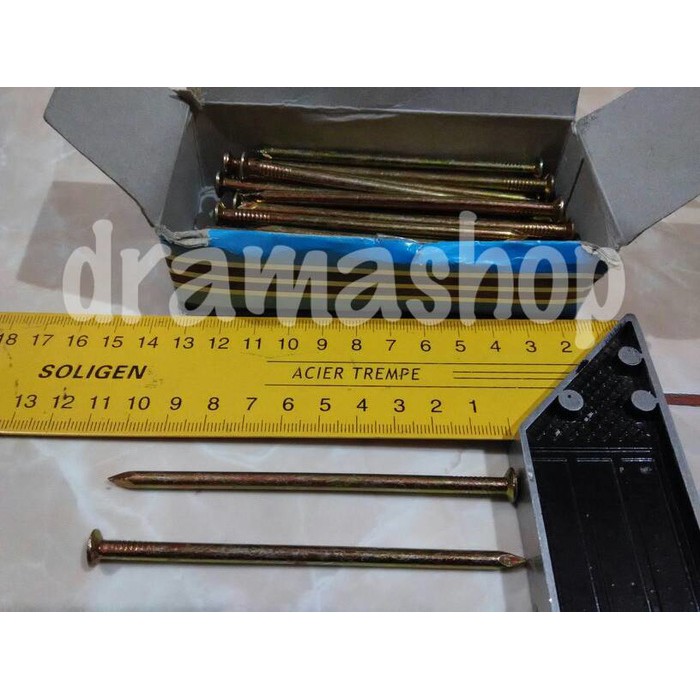 dramashop
18 17 16 15 14 13 12 11 10 9 8 7 6 5 4 3 2
SOLIGEN ACIER TREMPE
13 12 11 10 9 8 7 6 5 4 3 2 1